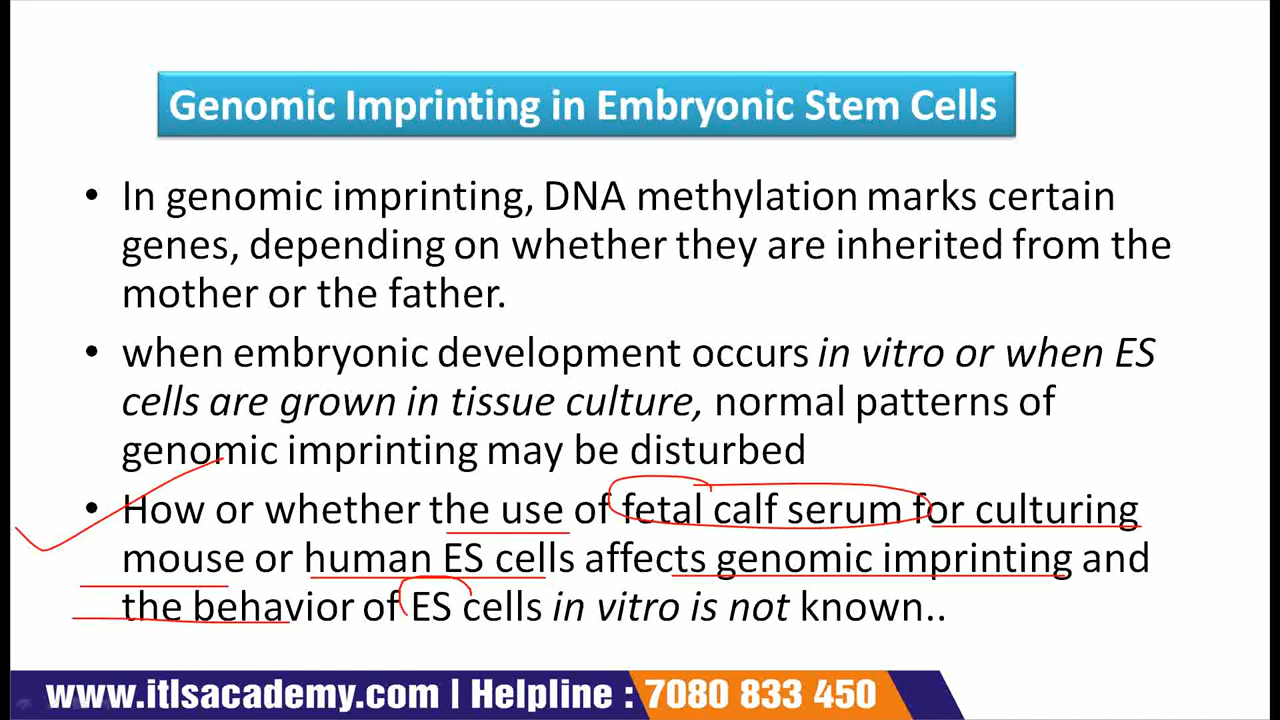 Genomic Imprinting in Embryonic Stem Cells
• In genomic imprinting, DNA methylation marks certain
genes, depending on whether they are inherited from the
mother or the father.
• when embryonic development occurs in vitro or when ES
cells are grown in tissue culture, normal patterns of
genomic imprinting may be disturbed
• How or whether the use of fetal calf serum for culturing
mouse or human ES cells affects genomic imprinting and
the behavior of ES cells in vitro is not known..
www.itlsacademy.com | Helpline : 7080 833 450